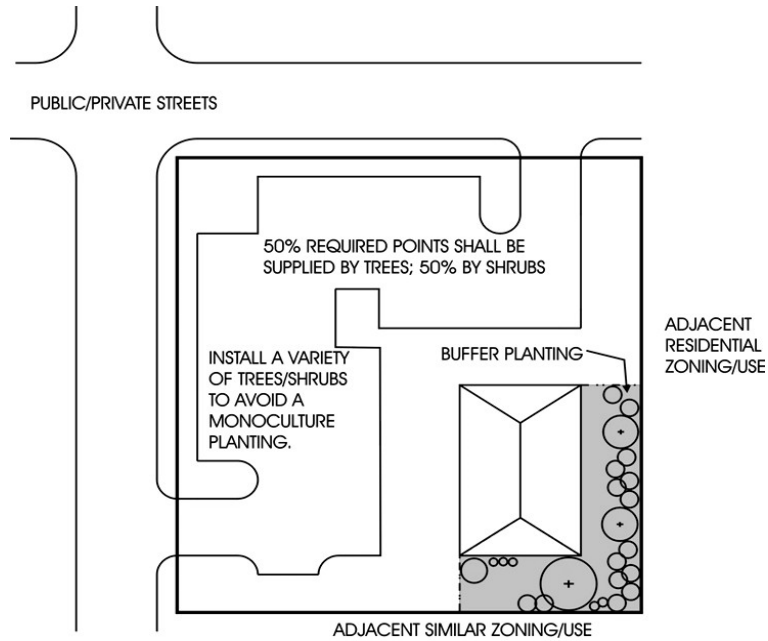 PUBLIC/PRIVATE STREETS
50% REQUIRED POINTS SHALL BE
SUPPLIED BY TREES; 50% BY SHRUBS
ADJACENT
RESIDENTIAL
ZONING/USE
BUFFER PLANTING
INSTALL A VARIETY
OF TREES/SHRUBS
TO AVOID A
MONOCULTURE
PLANTING.
ADJACENT SIMILAR ZONING/USE